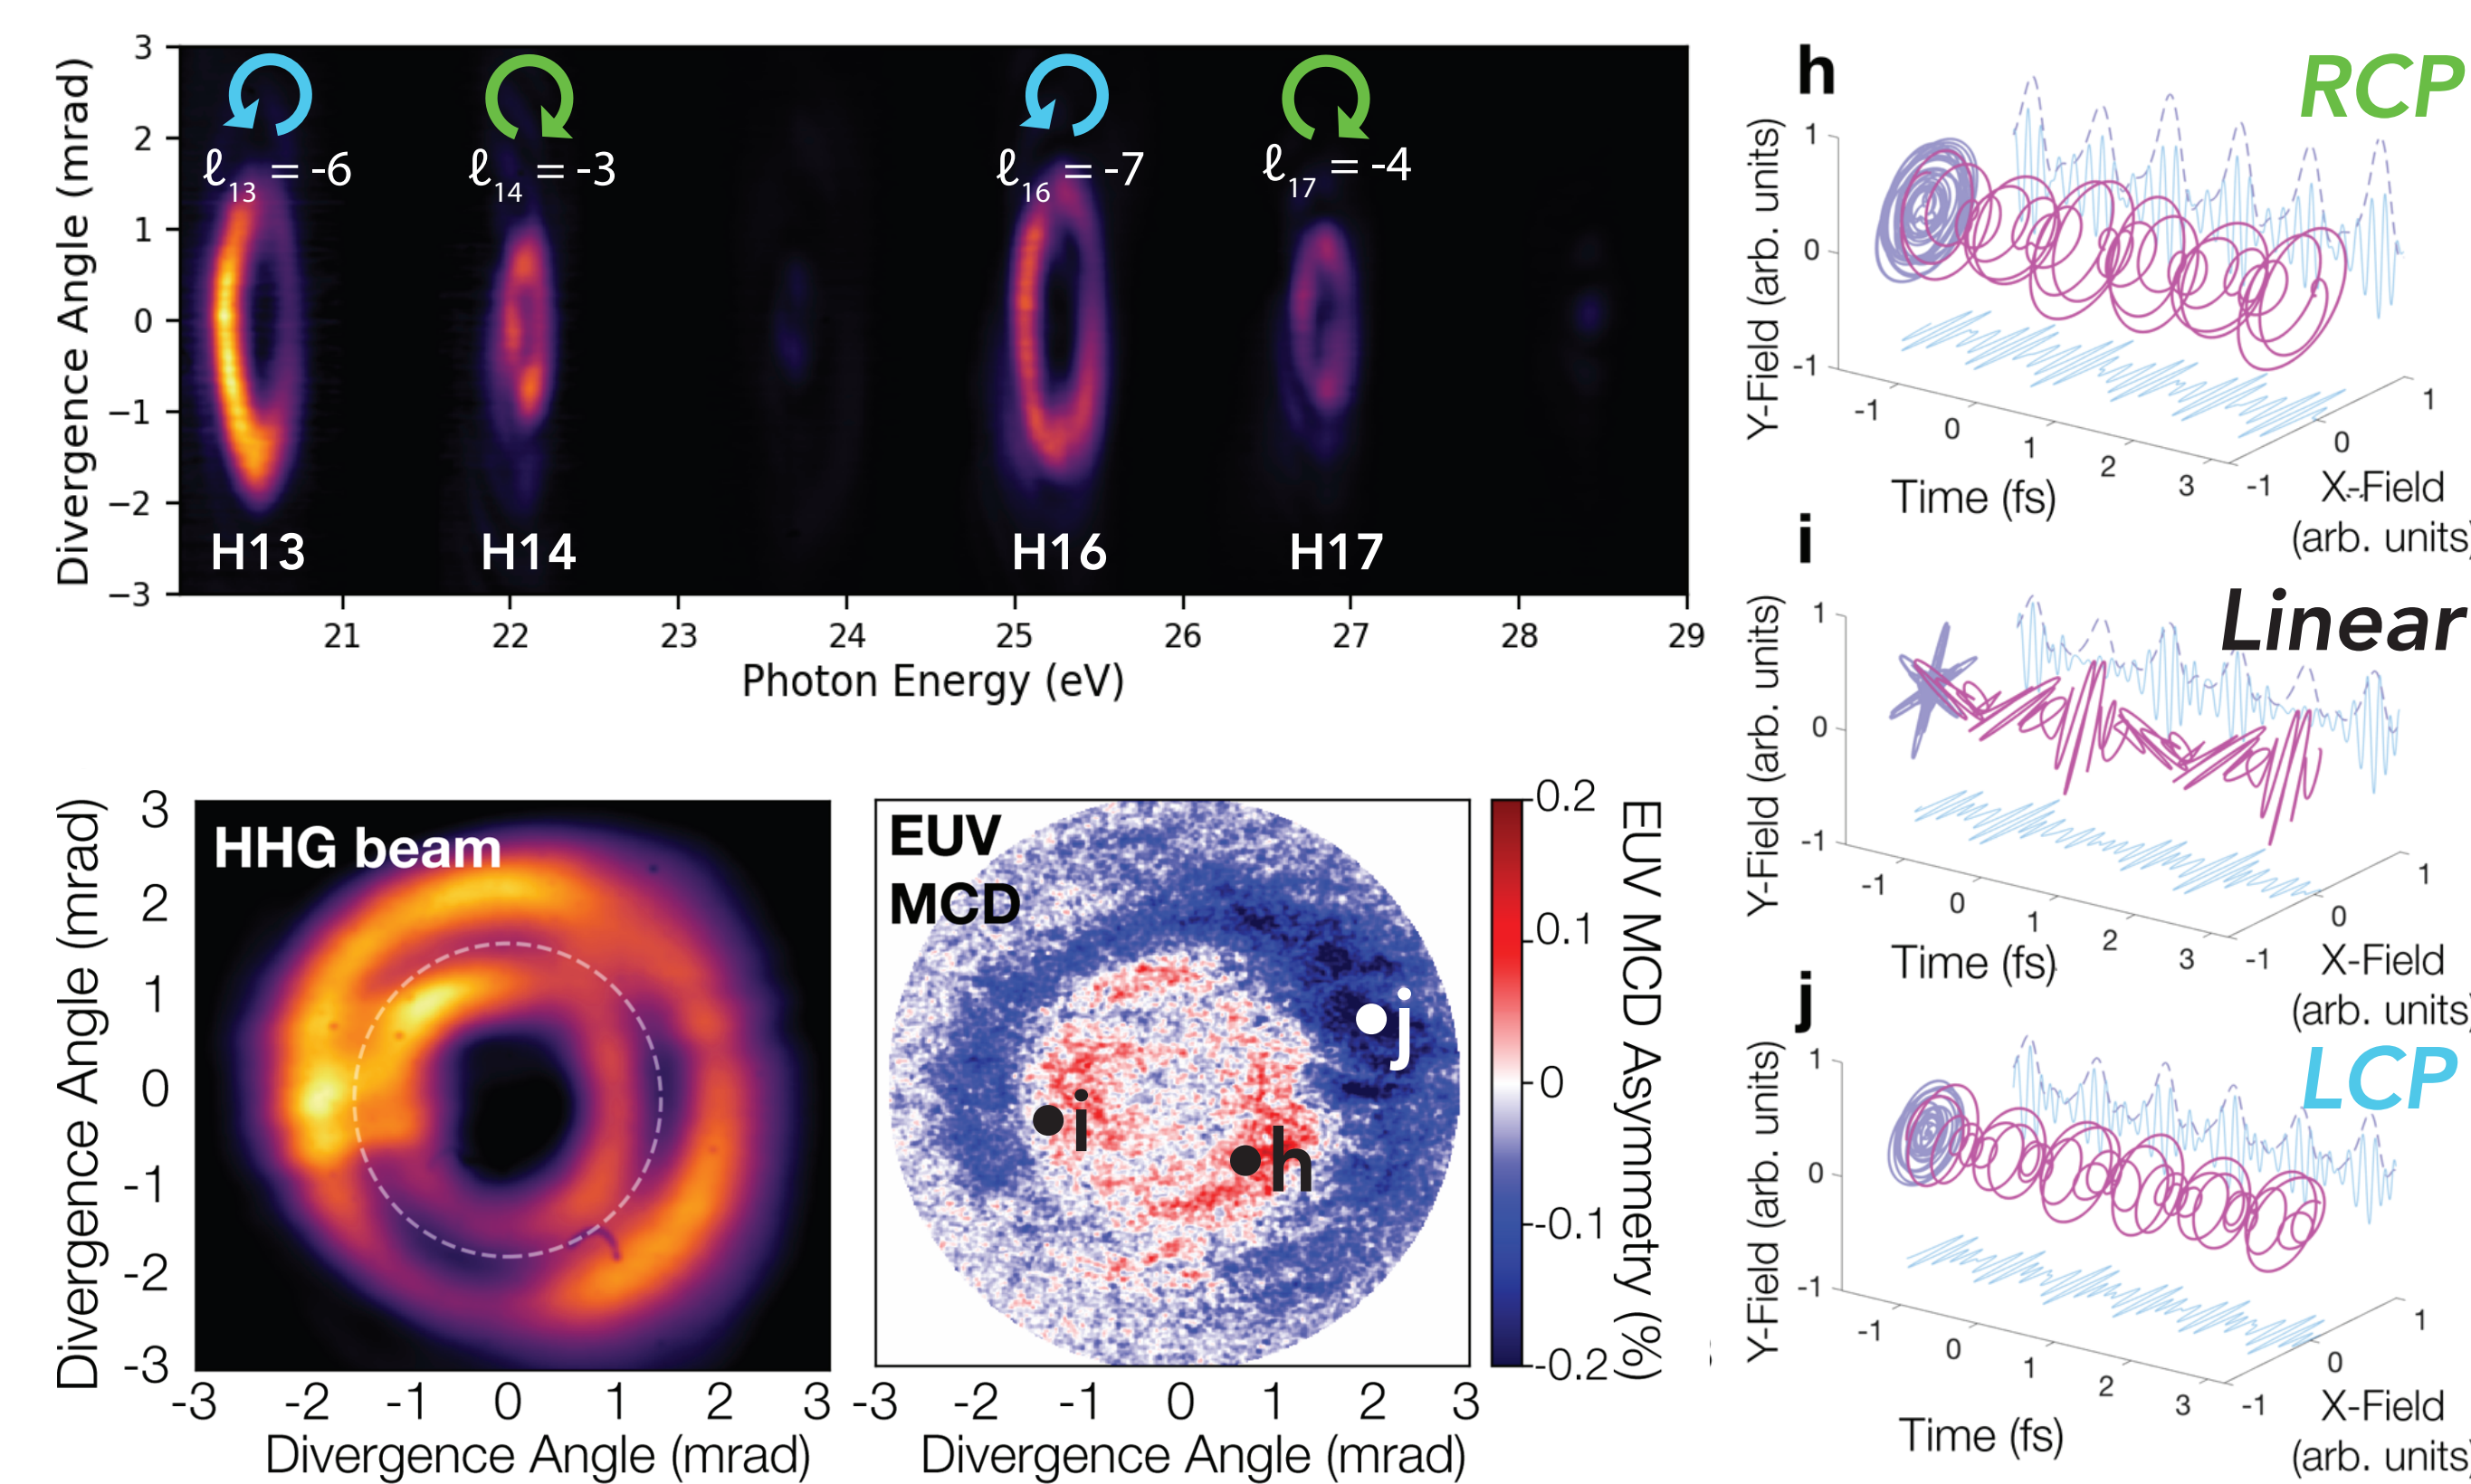 3
2
1
0
−1
−2
−3
Divergence Angle (mrad)
ℓ13 = -6
ℓ14 = -3
ℓ16 = -7
ℓ17 = -4
H13
H14
H16
H17
21
22
23
24
25
26
27
28
29
Photon Energy (eV)
HHG beam
3
2
1
0
-1
-2
-3
Divergence Angle (mrad)
-3
-2
-1
0
1
2
3
Divergence Angle (mrad)
EUV
MCD
i
h
j
-3
-2
-1
0
1
2
3
Divergence Angle (mrad)
0.2
0.1
0
-0.1
-0.2
EUV MCD Asymmetry (%)
h
RCP
Y-Field (arb. units)
1
0
-1
-1
0
1
2
3
Time (fs)
-1
0
1
X-Field
(arb. units)
i
Linear
Y-Field (arb. units)
1
0
-1
-1
0
1
2
3
Time (fs)
-1
0
1
X-Field
(arb. units)
j
LCP
Y-Field (arb. units)
1
0
-1
-1
0
1
2
3
Time (fs)
-1
0
1
X-Field
(arb. units)